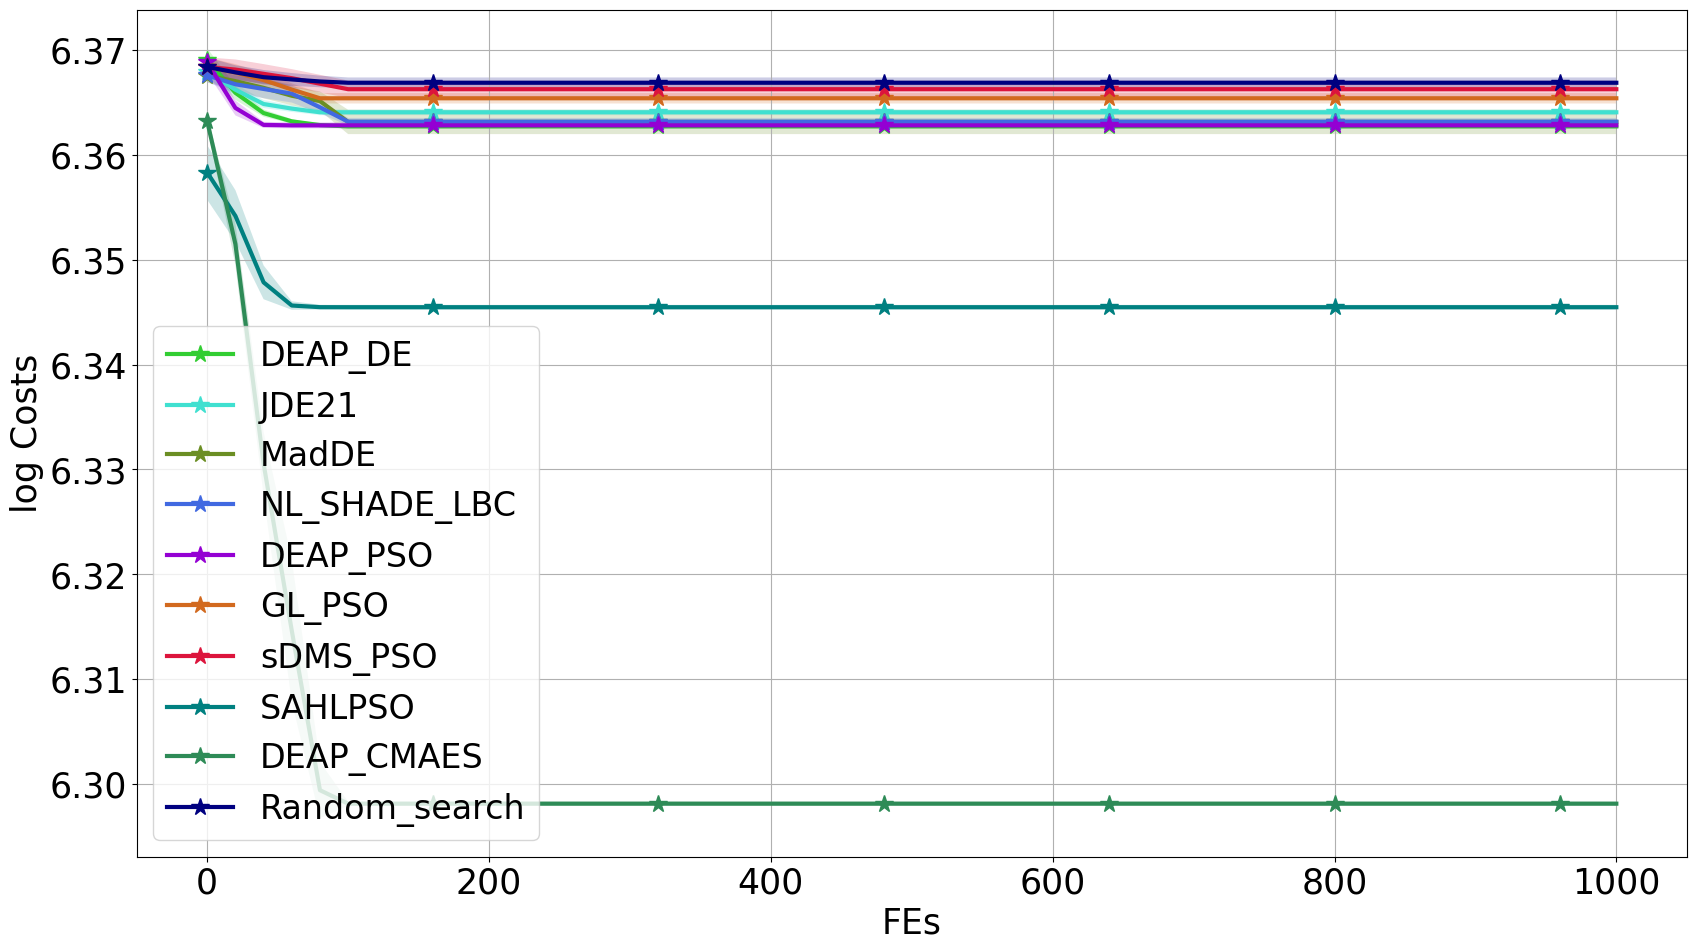 6.37
6.36
6.35
6.34
6.33
6.32
6.31
6.30
log Costs
DEAP_DE
JDE21
MadDE
NL_SHADE_LBC
DEAP_PSO
GL_PSO
sDMS_PSO
SAHLPSO
DEAP_CMAES
Random_search
0 200 400 600 800 1000
FEs